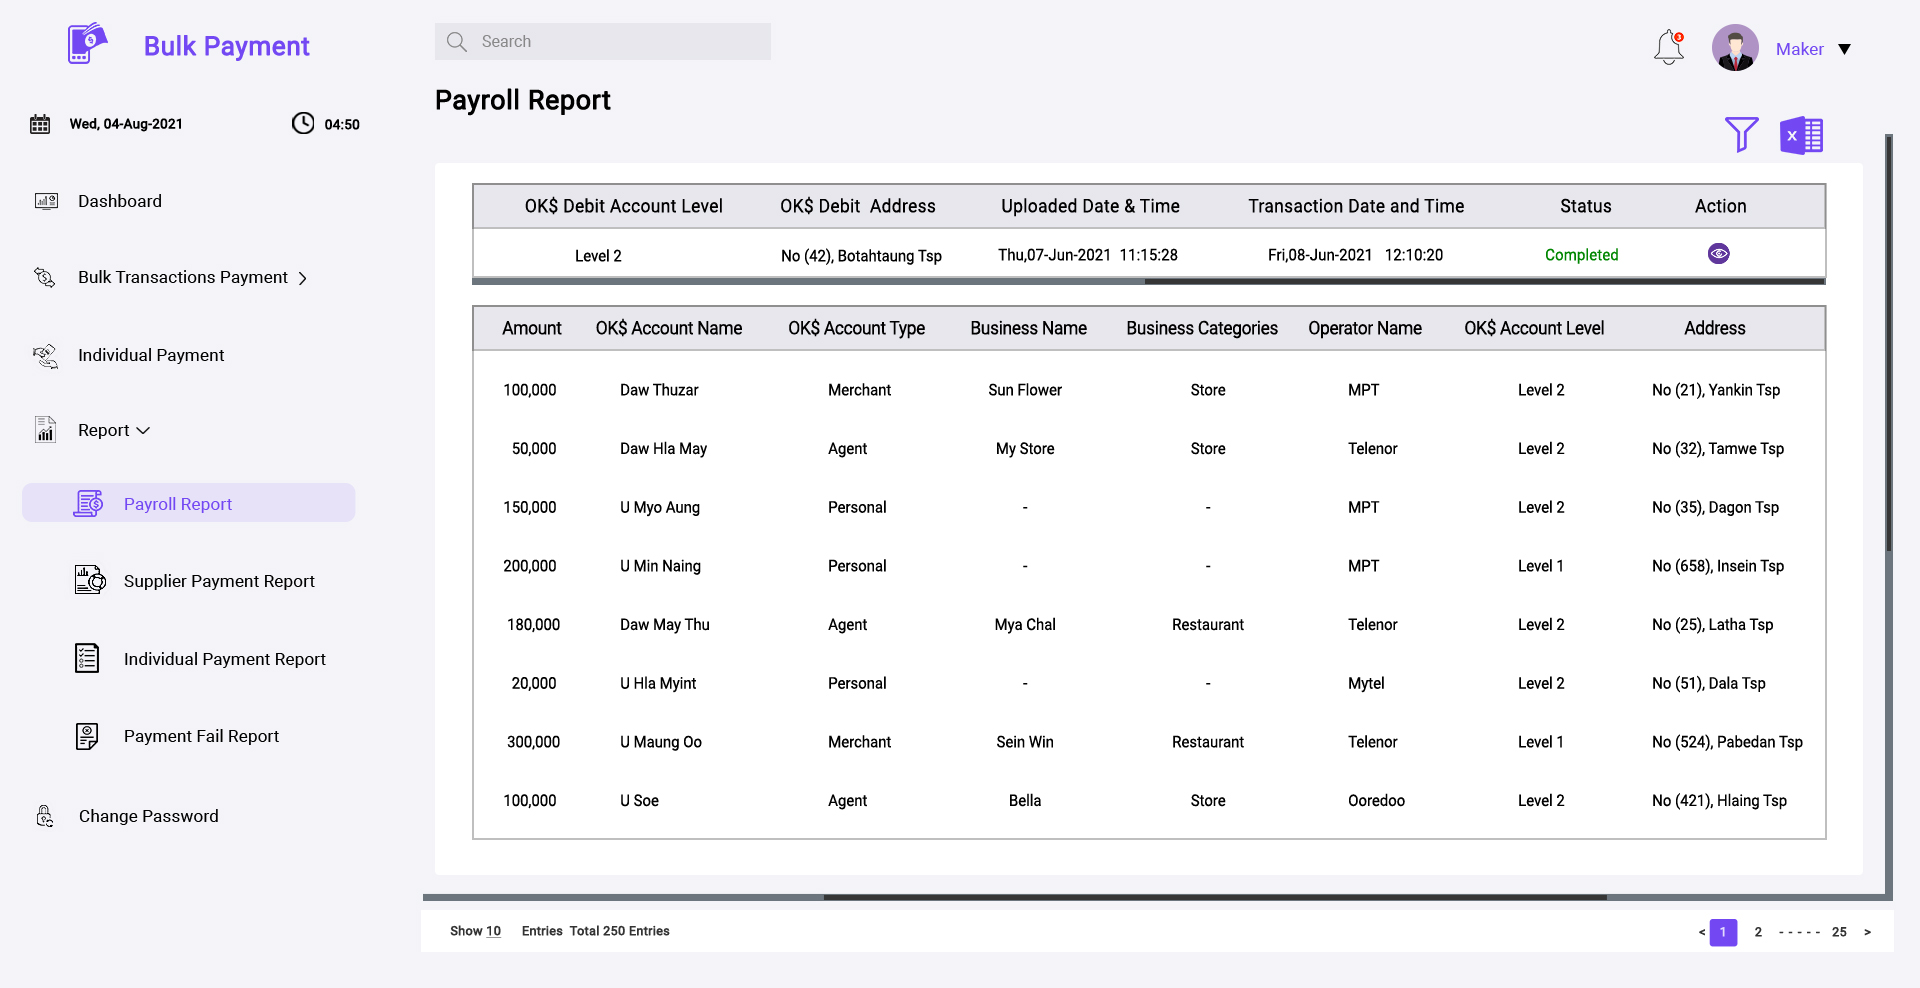 Bulk Payment
Search
3
Maker
Payroll Report
Wed, 04-Aug-2021 04:50
Dashboard
Bulk Transactions Payment
Individual Payment
Report
Payroll Report
Supplier Payment Report
Individual Payment Report
Payment Fail Report
Change Password
X
OK$ Debit Account Level OK$ Debit Address Uploaded Date & Time Transaction Date and Time Status Action
Level 2 No (42), Botahtaung Tsp Thu,07-Jun-2021 11:15:28 Fri,08-Jun-2021 12:10:20 Completed
Amount OK$ Account Name OK$ Account Type Business Name Business Categories Operator Name OK$ Account Level Address
100,000 Daw Thuzar Merchant Sun Flower Store MPT Level 2 No (21), Yankin Tsp
50,000 Daw Hla May Agent My Store Store Telenor Level 2 No (32), Tamwe Tsp
150,000 U Myo Aung Personal - - MPT Level 2 No (35), Dagon Tsp
200,000 U Min Naing Personal - - MPT Level 1 No (658), Insein Tsp
180,000 Daw May Thu Agent Mya Chal Restaurant Telenor Level 2 No (25), Latha Tsp
20,000 U Hla Myint Personal - - Mytel Level 2 No (51), Dala Tsp
300,000 U Maung Oo Merchant Sein Win Restaurant Telenor Level 1 No (524), Pabedan Tsp
100,000 U Soe Agent Bella Store Ooredoo Level 2 No (421), Hlaing Tsp
Show 10 Entries Total 250 Entries
< 1 2 - - - - - 25 >